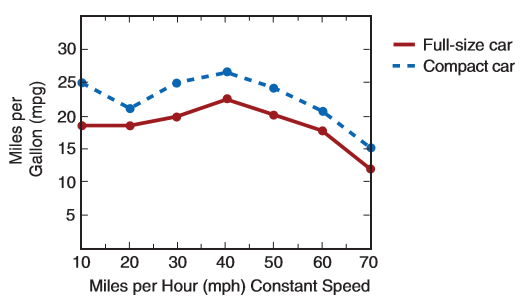 30
25
20
15
10
5
Miles per
Gallon (mpg)
10 20 30 40 50 60 70
Miles per Hour (mph) Constant Speed
Full-size car
Compact car